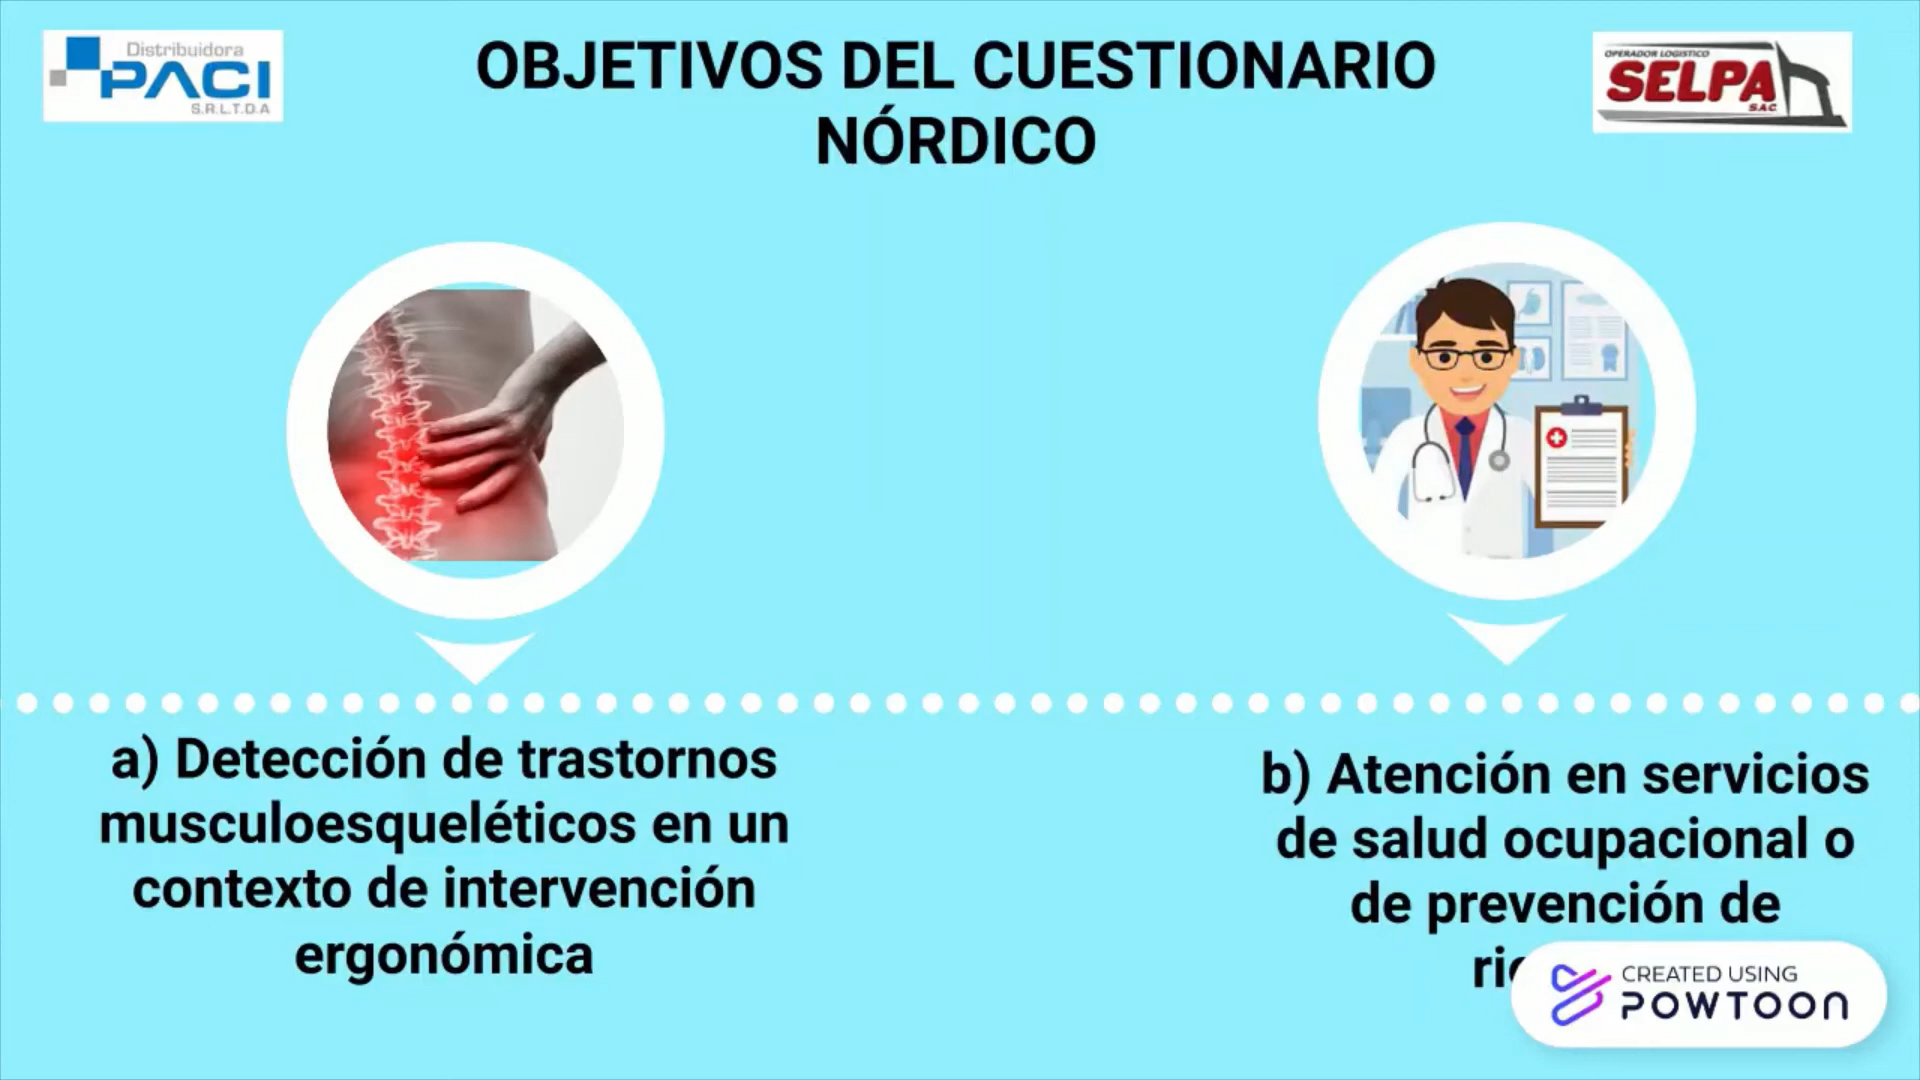 Distribuidora
PACI
S.R.L.T.D.A
OBJETIVOS DEL CUESTIONARIO
NÓRDICO
OPERADOR LOGISTICO
SELPA
SAC
a) Detección de trastornos
musculoesqueléticos en un
contexto de intervención
ergonómica
b) Atención en servicios
de salud ocupacional o
de prevención de
CREATED USING
POWTOON